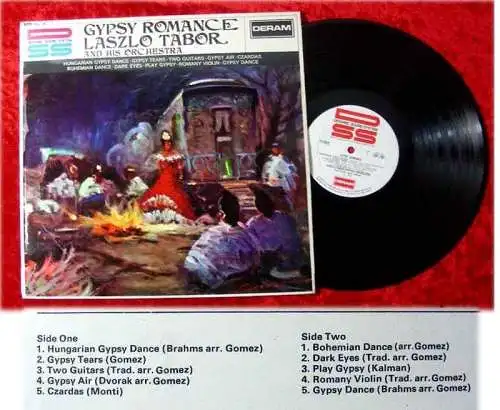 GYPSY ROMANCE
LASZLO TABOR
AND HIS ORCHESTRA
DERAM
HUNGARIAN GYPSY DANCE · GYPSY TEARS · TWO GUITARS · GYPSY AIR · CZARDAS
BOHEMIAN DANCE · DARK EYES · PLAY GYPSY · ROMANY VIOLIN · GYPSY DANCE
Side One
1. Hungarian Gypsy Dance (Brahms arr. Gomez)
2. Gypsy Tears (Gomez)
3. Two Guitars (Trad. arr. Gomez)
4. Gypsy Air (Dvorak arr. Gomez)
5. Czardas (Monti)
Side Two
1. Bohemian Dance (arr. Gomez)
2. Dark Eyes (Trad. arr. Gomez)
3. Play Gypsy (Kalman)
4. Romany Violin (Trad. arr. Gomez)
5. Gypsy Dance (Brahms arr. Gomez)